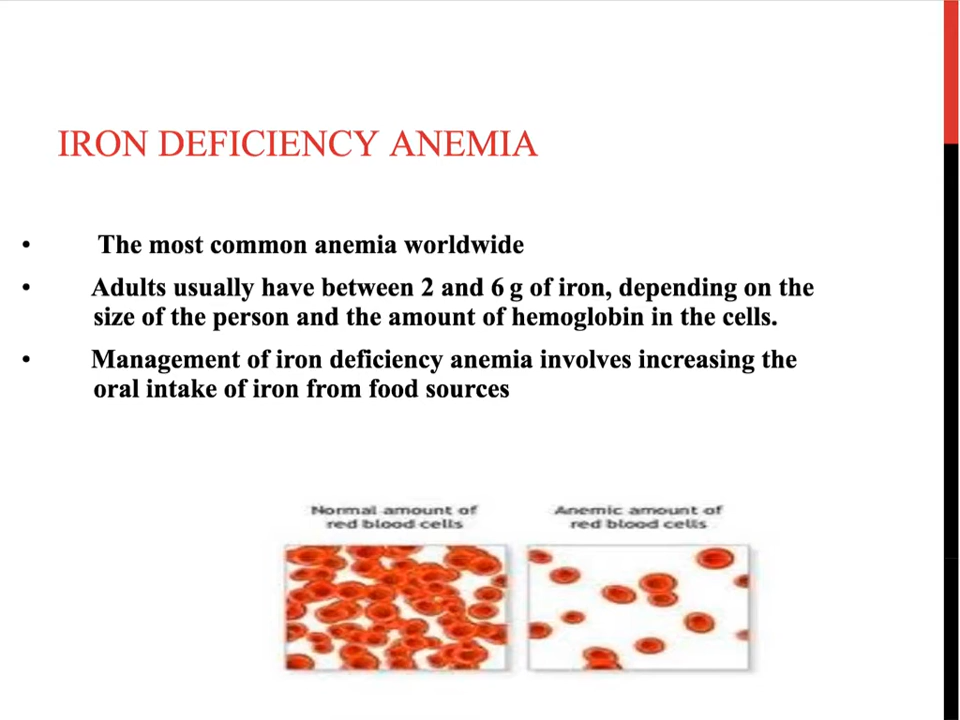 IRON DEFICIENCY ANEMIA
• The most common anemia worldwide
• Adults usually have between 2 and 6 g of iron, depending on the
size of the person and the amount of hemoglobin in the cells.
• Management of iron deficiency anemia involves increasing the
oral intake of iron from food sources
Normal amount of
red blood cells
Anemic amount of
red blood cells